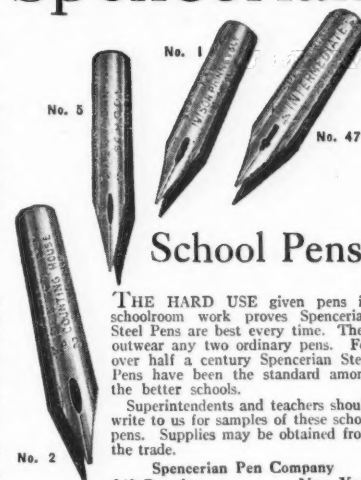 No. 1
No. 5
INTERMEDIATE
No. 47
COUNTING HOUSE
School Pens
THE HARD USE given pens
schoolroom work proves Spenceria
Steel Pens are best every time. The
outwear any two ordinary pens. F
over half a century Spencerian Ste
Pens have been the standard amon
the better schools.
Superintendents and teachers shou
write to us for samples of these scho
pens. Supplies may be obtained fro
the trade.
No. 2
Spencerian Pen Company